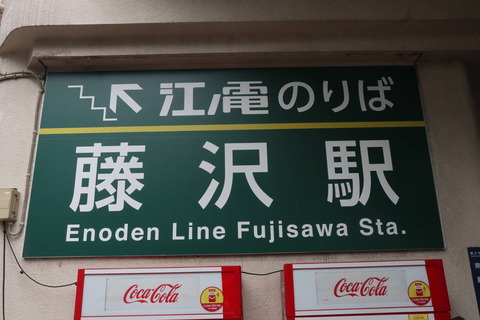 江ノ電のりば
藤沢駅
Enoden Line Fujisawa Sta.
Coca-Cola
Coca-Cola